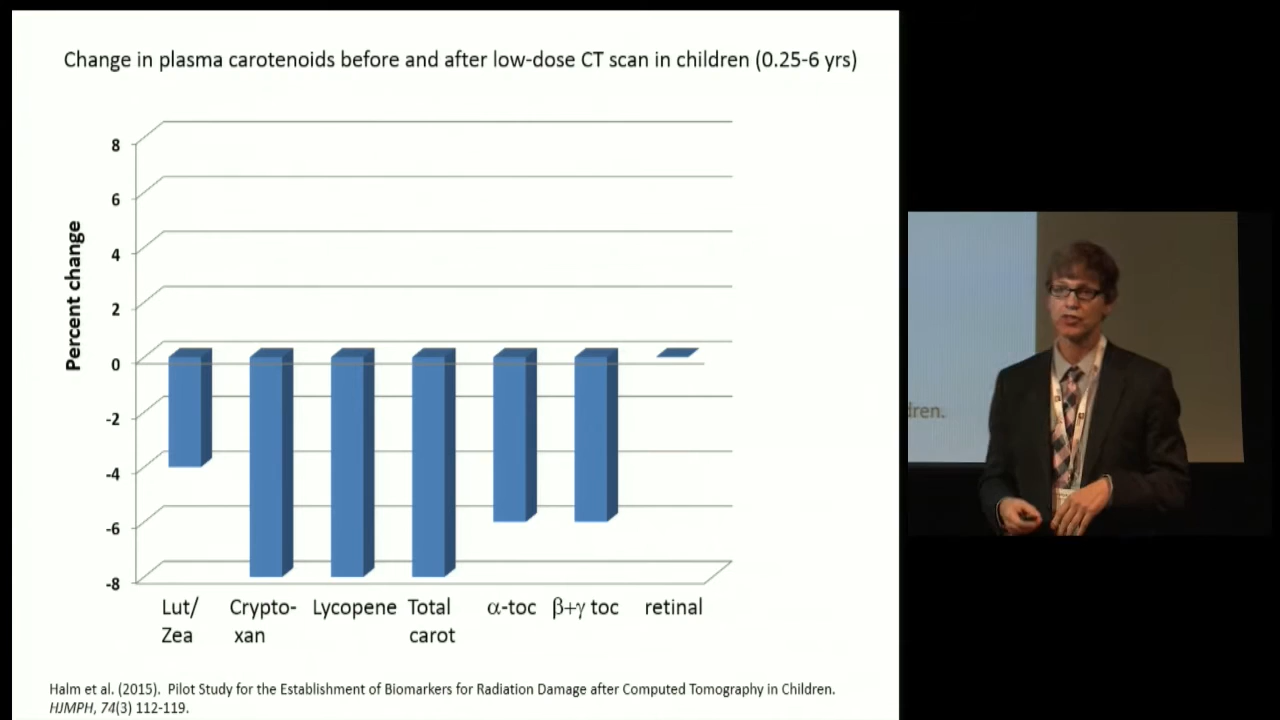 Change in plasma carotenoids before and after low-dose CT scan in children (0.25-6 yrs)
Percent change
8
6
4
2
0
-2
-4
-6
-8
Lut/
Zea
Crypto-
xan
Lycopene
Total
carot
α-toc
β+γ toc
retinal
Halm et al. (2015). Pilot Study for the Establishment of Biomarkers for Radiation Damage after Computed Tomography in Children.
HJMPH, 74(3) 112-119.
dren.